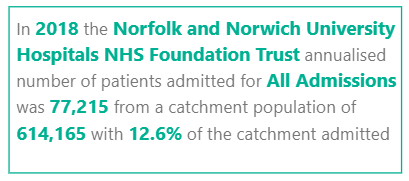 In 2018 the Norfolk and Norwich University
Hospitals NHS Foundation Trust annualised
number of patients admitted for All Admissions
was 77,215 from a catchment population of
614,165 with 12.6% of the catchment admitted